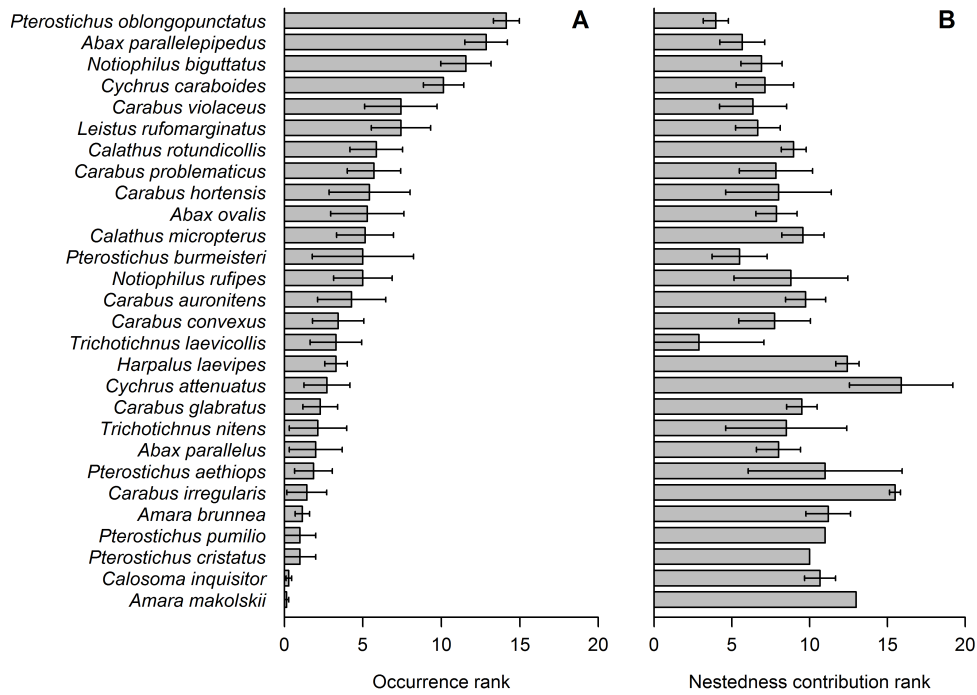 A
B
Pterostichus oblongopunctatus
Abax parallelepipedus
Notiophilus biguttatus
Cychrus caraboides
Carabus violaceus
Leistus rufomarginatus
Calathus rotundicollis
Carabus problematicus
Carabus hortensis
Abax ovalis
Calathus micropterus
Pterostichus burmeisteri
Notiophilus rufipes
Carabus auronitens
Carabus convexus
Trichotichnus laevicollis
Harpalus laevipes
Cychrus attenuatus
Carabus glabratus
Trichotichnus nitens
Abax parallelus
Pterostichus aethiops
Carabus irregularis
Amara brunnea
Pterostichus pumilio
Pterostichus cristatus
Calosoma inquisitor
Amara makolskii
0 5 10 15 20
0 5 10 15 20
Occurrence rank
Nestedness contribution rank